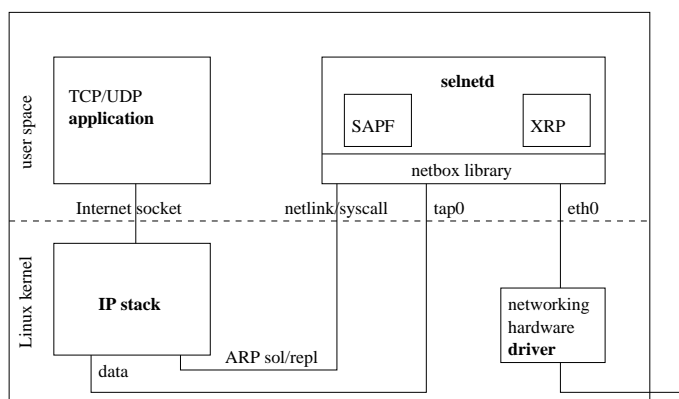 user space
TCP/UDP
application
selnetd
SAPF
XRP
netbox library
Internet socket
netlink/syscall
tap0
eth0
Linux kernel
IP stack
networking
hardware
driver
ARP sol/repl
data